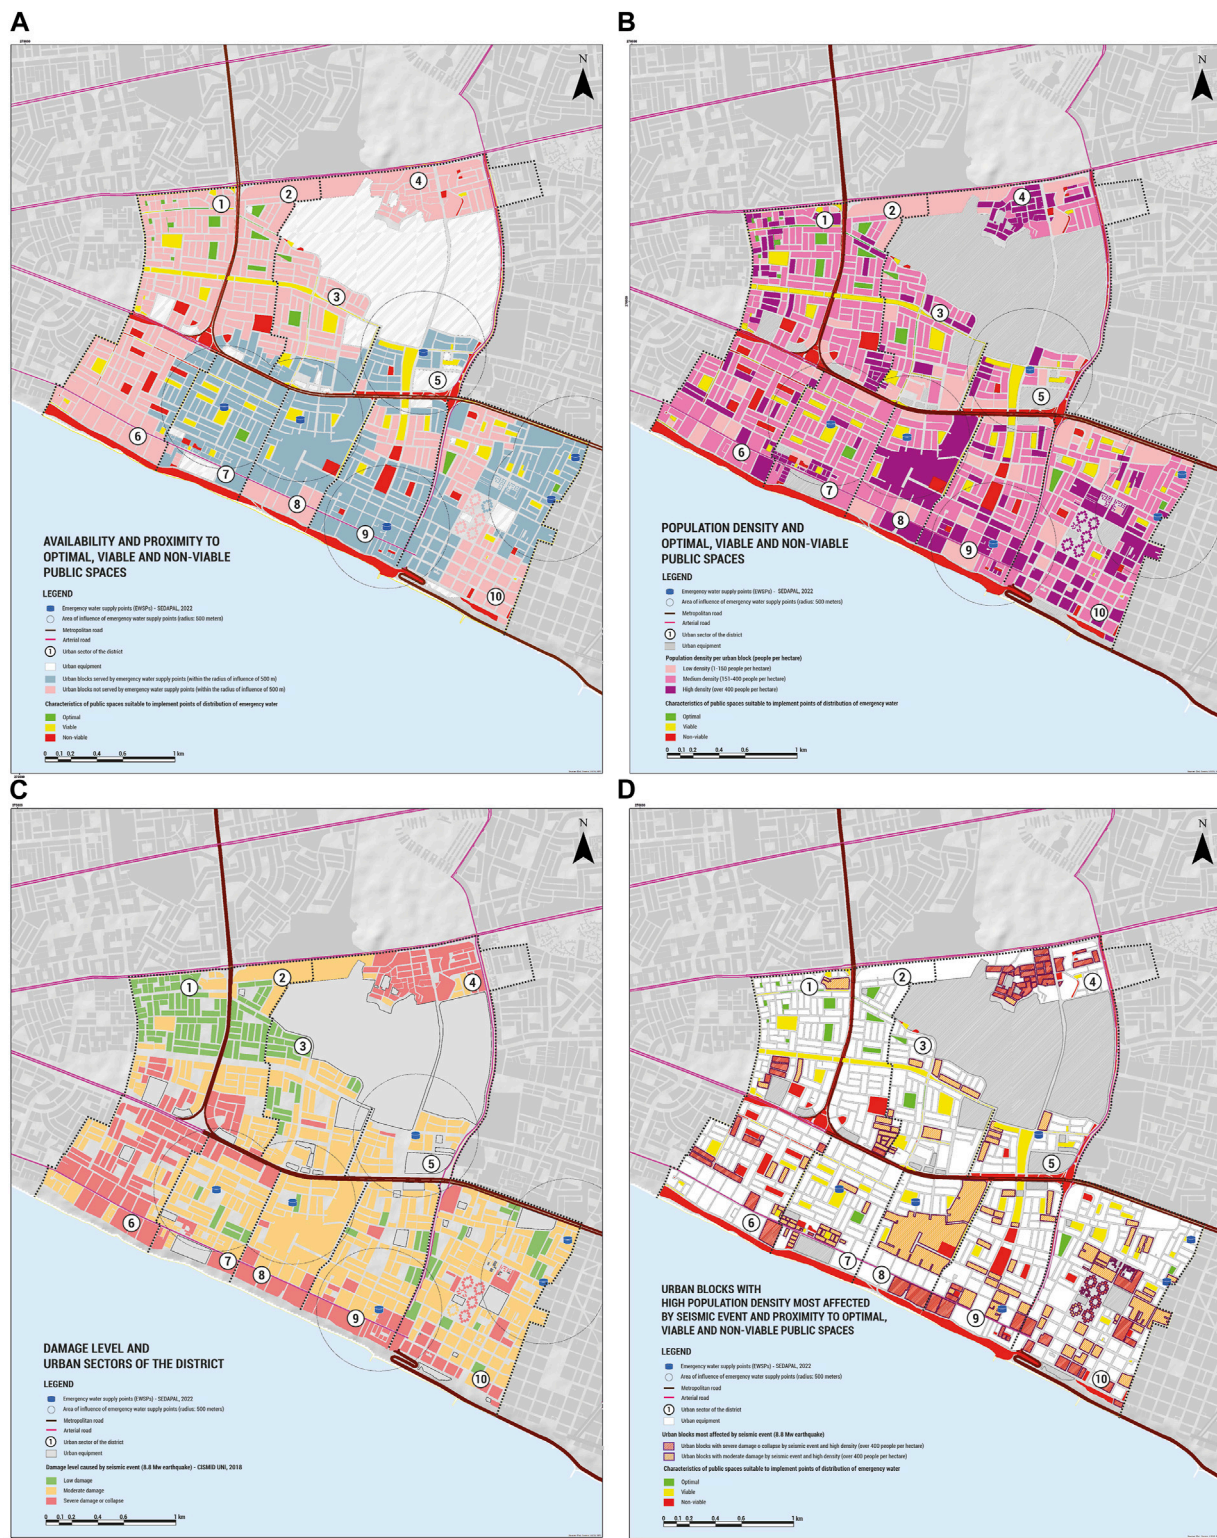 A
N
1
2
3
4
5
6
7
8
9
10
AVAILABILITY AND PROXIMITY TO
OPTIMAL, VIABLE AND NON-VIABLE
PUBLIC SPACES
LEGEND
Emergency water supply points (EWSPs) - SEDAPAL, 2022
Area of influence of emergency water supply points (radius: 500 meters)
Metropolitan road
Arterial road
1 Urban sector of the district
Urban equipment
Urban blocks served by emergency water supply points (within the radius of influence of 500 m)
Urban blocks not served by emergency water supply points (within the radius of influence of 500 m)
Characteristics of public spaces suitable to implement points of distribution of emergency water
Optimal
Viable
Non-viable
0 0.1 0.2 0.4 0.6 1 km
B
N
1
2
3
4
5
6
7
8
9
10
POPULATION DENSITY AND
OPTIMAL, VIABLE AND NON-VIABLE
PUBLIC SPACES
LEGEND
Emergency water supply points (EWSPs) - SEDAPAL, 2022
Area of influence of emergency water supply points (radius: 500 meters)
Metropolitan road
Arterial road
1 Urban sector of the district
Urban equipment
Population density per urban block (people per hectare)
Low density (1-150 people per hectare)
Medium density (151-400 people per hectare)
High density (over 400 people per hectare)
Characteristics of public spaces suitable to implement points of distribution of emergency water
Optimal
Viable
Non-viable
0 0.1 0.2 0.4 0.6 1 km
C
N
1
2
3
4
5
6
7
8
9
10
DAMAGE LEVEL AND
URBAN SECTORS OF THE DISTRICT
LEGEND
Emergency water supply points (EWSPs) - SEDAPAL, 2022
Area of influence of emergency water supply points (radius: 500 meters)
Metropolitan road
Arterial road
1 Urban sector of the district
Urban equipment
Damage level caused by seismic event (8.8 Mw earthquake) - CISMID UNI, 2018
Low damage
Moderate damage
Severe damage or collapse
0 0.1 0.2 0.4 0.6 1 km
D
N
1
2
3
4
5
6
7
8
9
10
URBAN BLOCKS WITH
HIGH POPULATION DENSITY MOST AFFECTED
BY SEISMIC EVENT AND PROXIMITY TO OPTIMAL,
VIABLE AND NON-VIABLE PUBLIC SPACES
LEGEND
Emergency water supply points (EWSPs) - SEDAPAL, 2022
Area of influence of emergency water supply points (radius: 500 meters)
Metropolitan road
Arterial road
1 Urban sector of the district
Urban equipment
Urban blocks most affected by seismic event (8.8 Mw earthquake)
Urban blocks with severe damage o collapse by seismic event and high density (over 400 people per hectare)
Urban blocks with moderate damage by seismic event and high density (over 400 people per hectare)
Characteristics of public spaces suitable to implement points of distribution of emergency water
Optimal
Viable
Non-viable
0 0.1 0.2 0.4 0.6 1 km